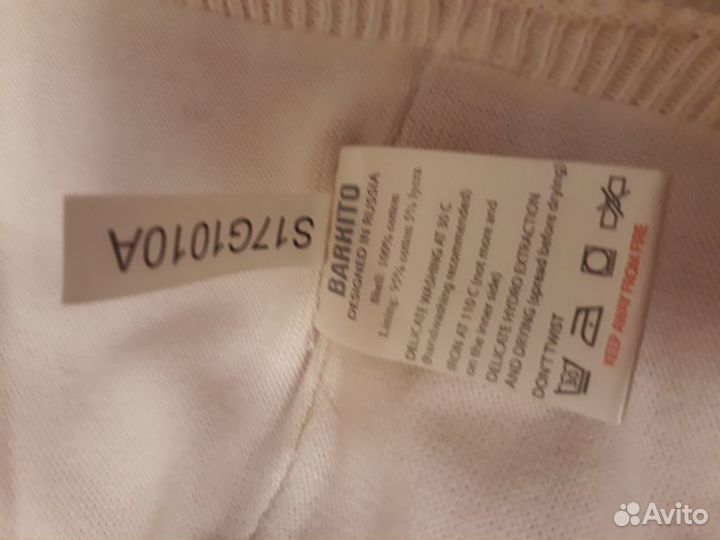 BARKITO
DESIGNED IN RUSSIA
100% cotton
Lining: 95% cotton 5% lycra
DELICATE WASHING AT 30 C
(handwashing recommended)
IRON AT 110 C (not more and
on the inner side)
DELICATE HYDRO EXTRACTION
AND DRYING (spread before drying)
DON'T TWIST
30
KEEP AWAY FROM FIRE
S17G1010A
Avito